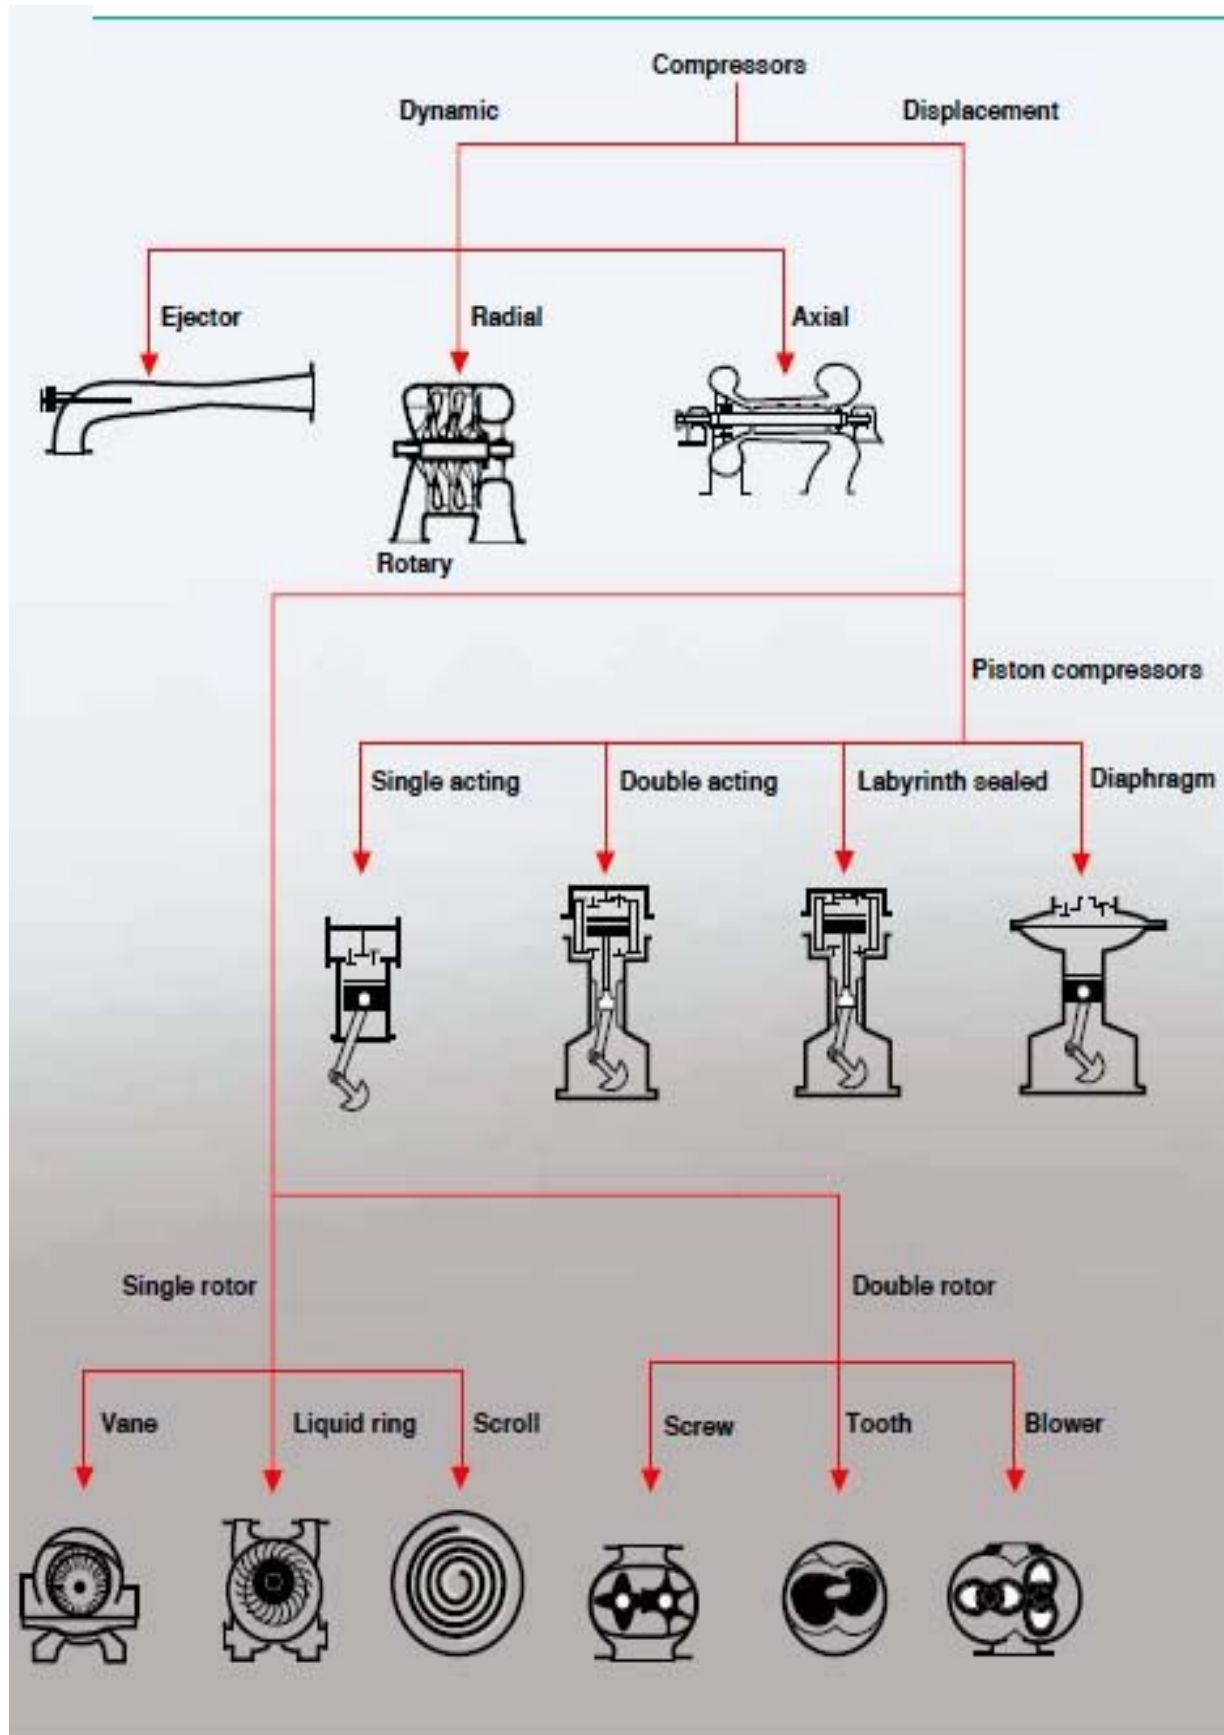 Compressors
Dynamic
Displacement
Ejector
Radial
Axial
Rotary
Piston compressors
Single acting
Double acting
Labyrinth sealed
Diaphragm
Single rotor
Double rotor
Vane
Liquid ring
Scroll
Screw
Tooth
Blower